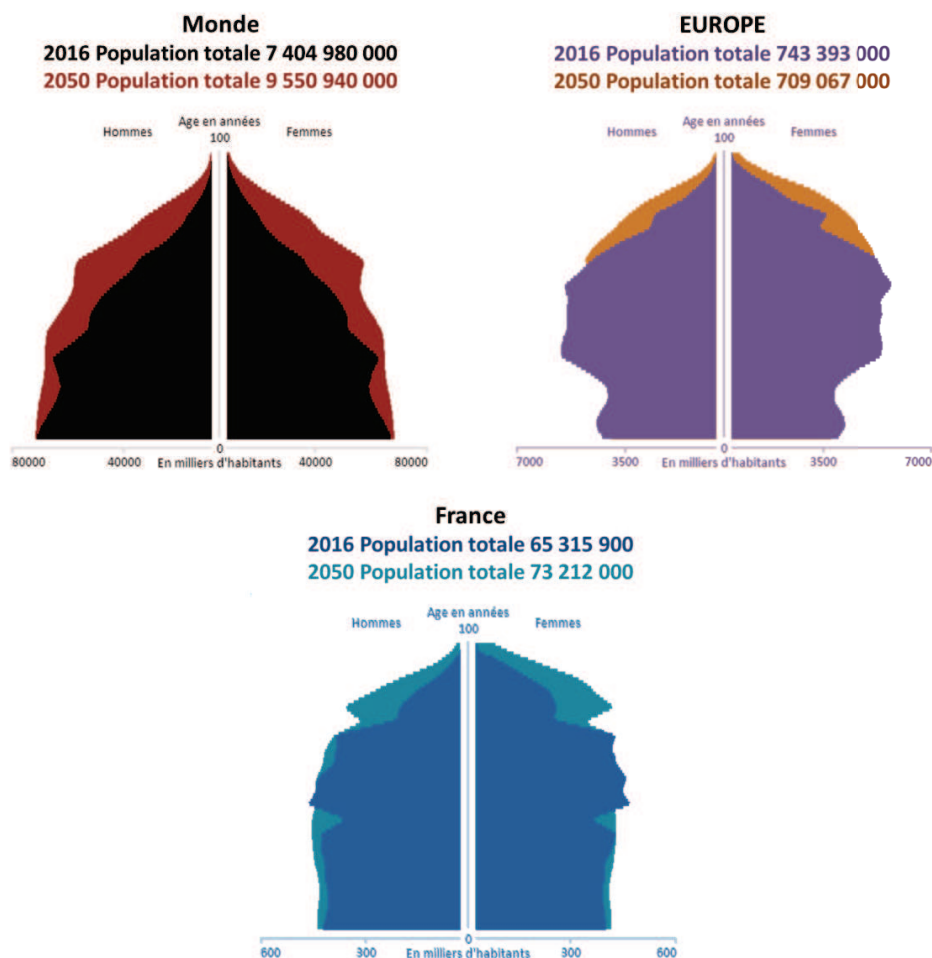 Monde
2016 Population totale 7 404 980 000
2050 Population totale 9 550 940 000
Hommes Age en années Femmes
100
0
80000 40000 En milliers d'habitants 40000 80000
EUROPE
2016 Population totale 743 393 000
2050 Population totale 709 067 000
Hommes Age en années Femmes
100
0
7000 3500 En milliers d'habitants 3500 7000
France
2016 Population totale 65 315 900
2050 Population totale 73 212 000
Hommes Age en années Femmes
100
0
600 300 En milliers d'habitants 300 600